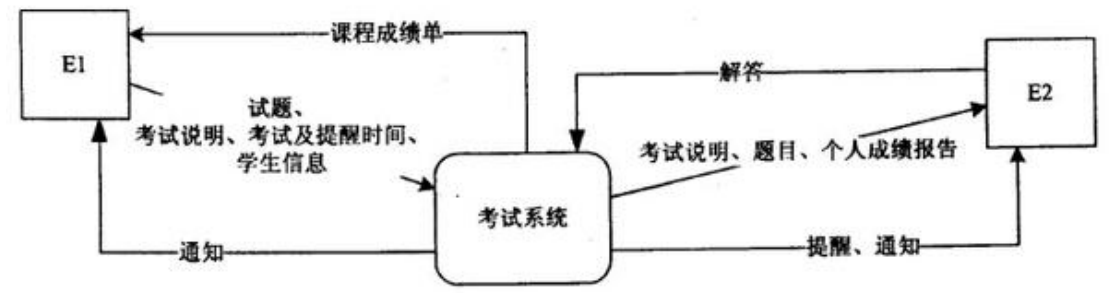 课程成绩单
E1
解答
E2
试题、
考试说明、考试及提醒时间、
学生信息
考试说明、题目、个人成绩报告
考试系统
通知
提醒、通知